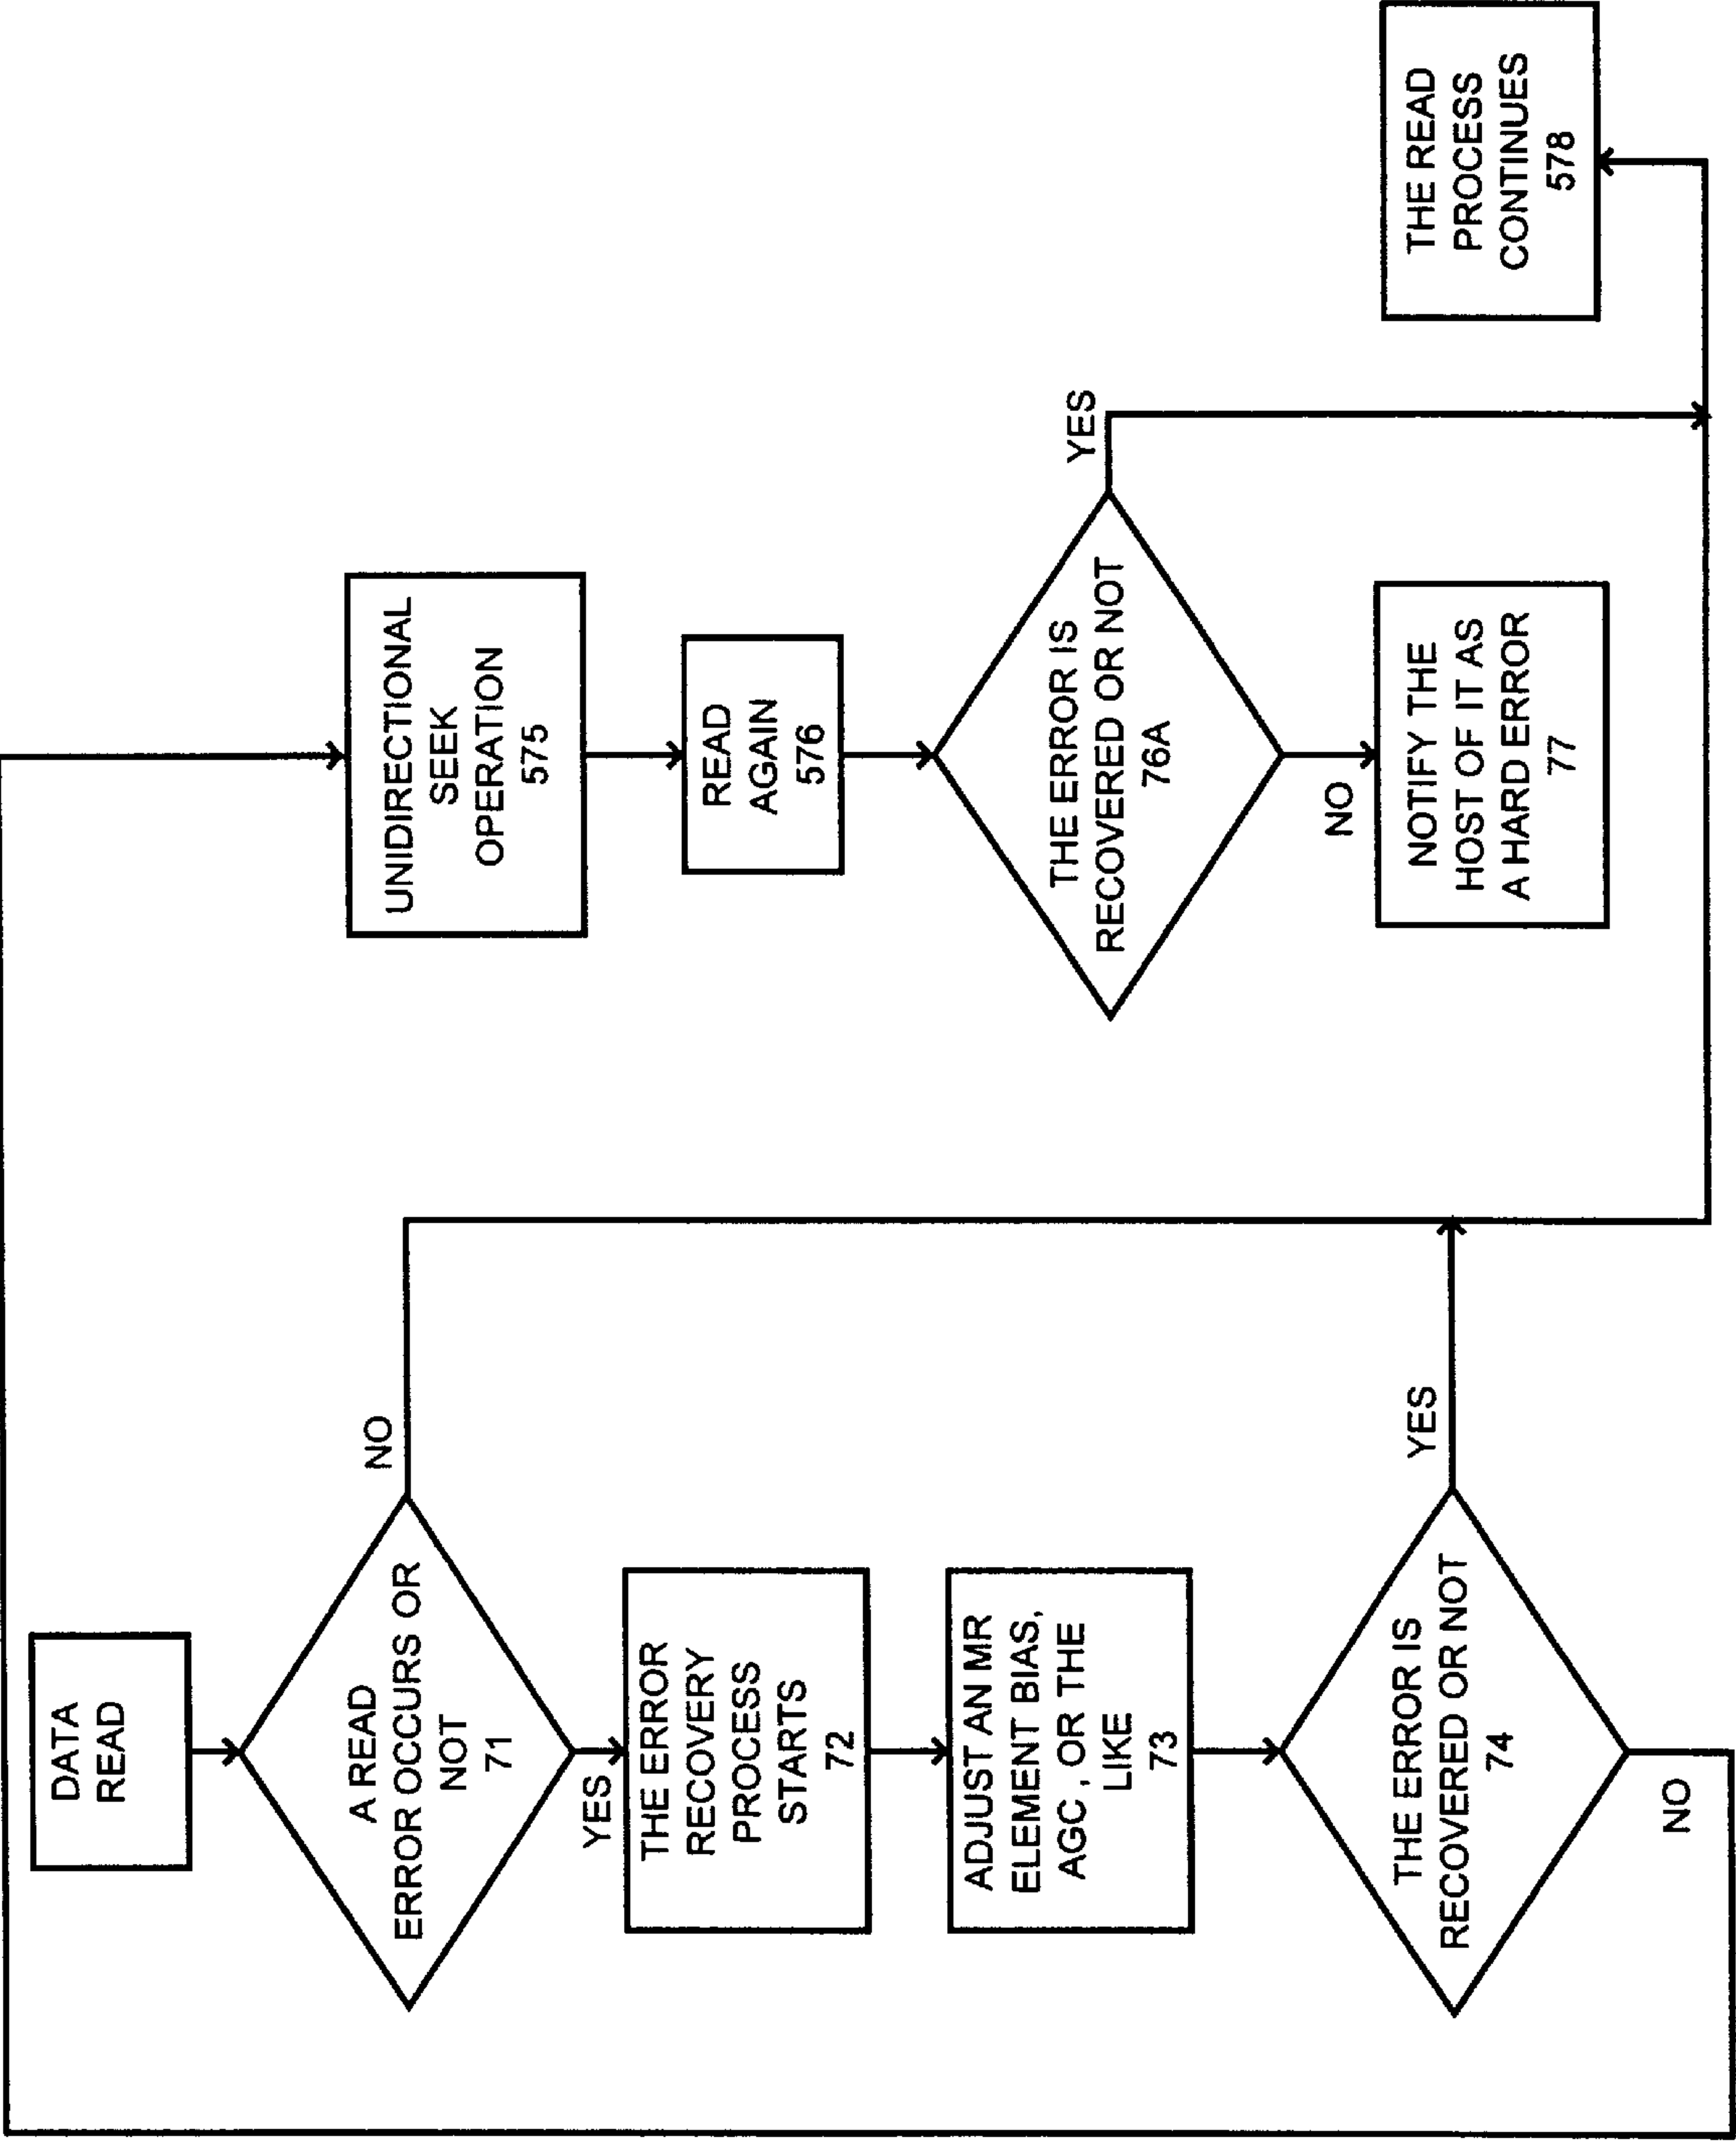 DATA
READ
A READ
ERROR OCCURS OR
NOT
71
NO
YES
THE ERROR
RECOVERY
PROCESS
STARTS
72
ADJUST AN MR
ELEMENT BIAS,
AGC, OR THE
LIKE
73
THE ERROR IS
RECOVERED OR NOT
74
YES
NO
UNIDIRECTIONAL
SEEK
OPERATION
575
READ
AGAIN
576
THE ERROR IS
RECOVERED OR NOT
76A
YES
NO
NOTIFY THE
HOST OF IT AS
A HARD ERROR
77
THE READ
PROCESS
CONTINUES
578